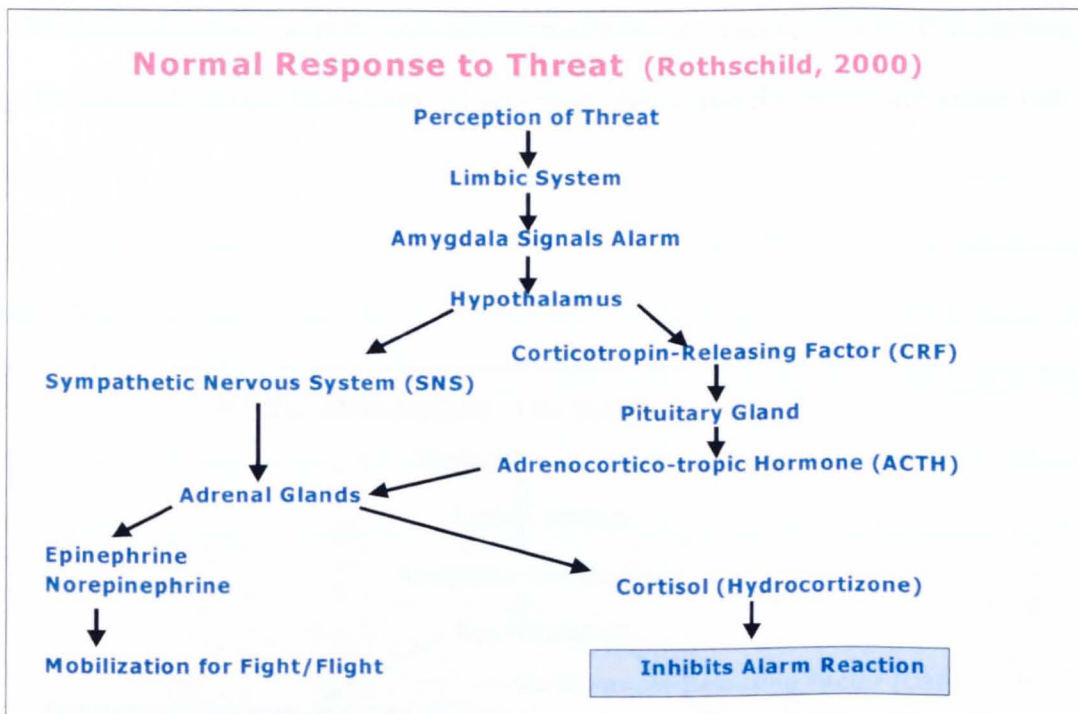 Normal Response to Threat (Rothschild, 2000)
Perception of Threat
Limbic System
Amygdala Signals Alarm
Hypothalamus
Corticotropin-Releasing Factor (CRF)
Sympathetic Nervous System (SNS)
Pituitary Gland
Adrenocortico-tropic Hormone (ACTH)
Adrenal Glands
Epinephrine
Norepinephrine
Cortisol (Hydrocortizone)
Mobilization for Fight/Flight
Inhibits Alarm Reaction